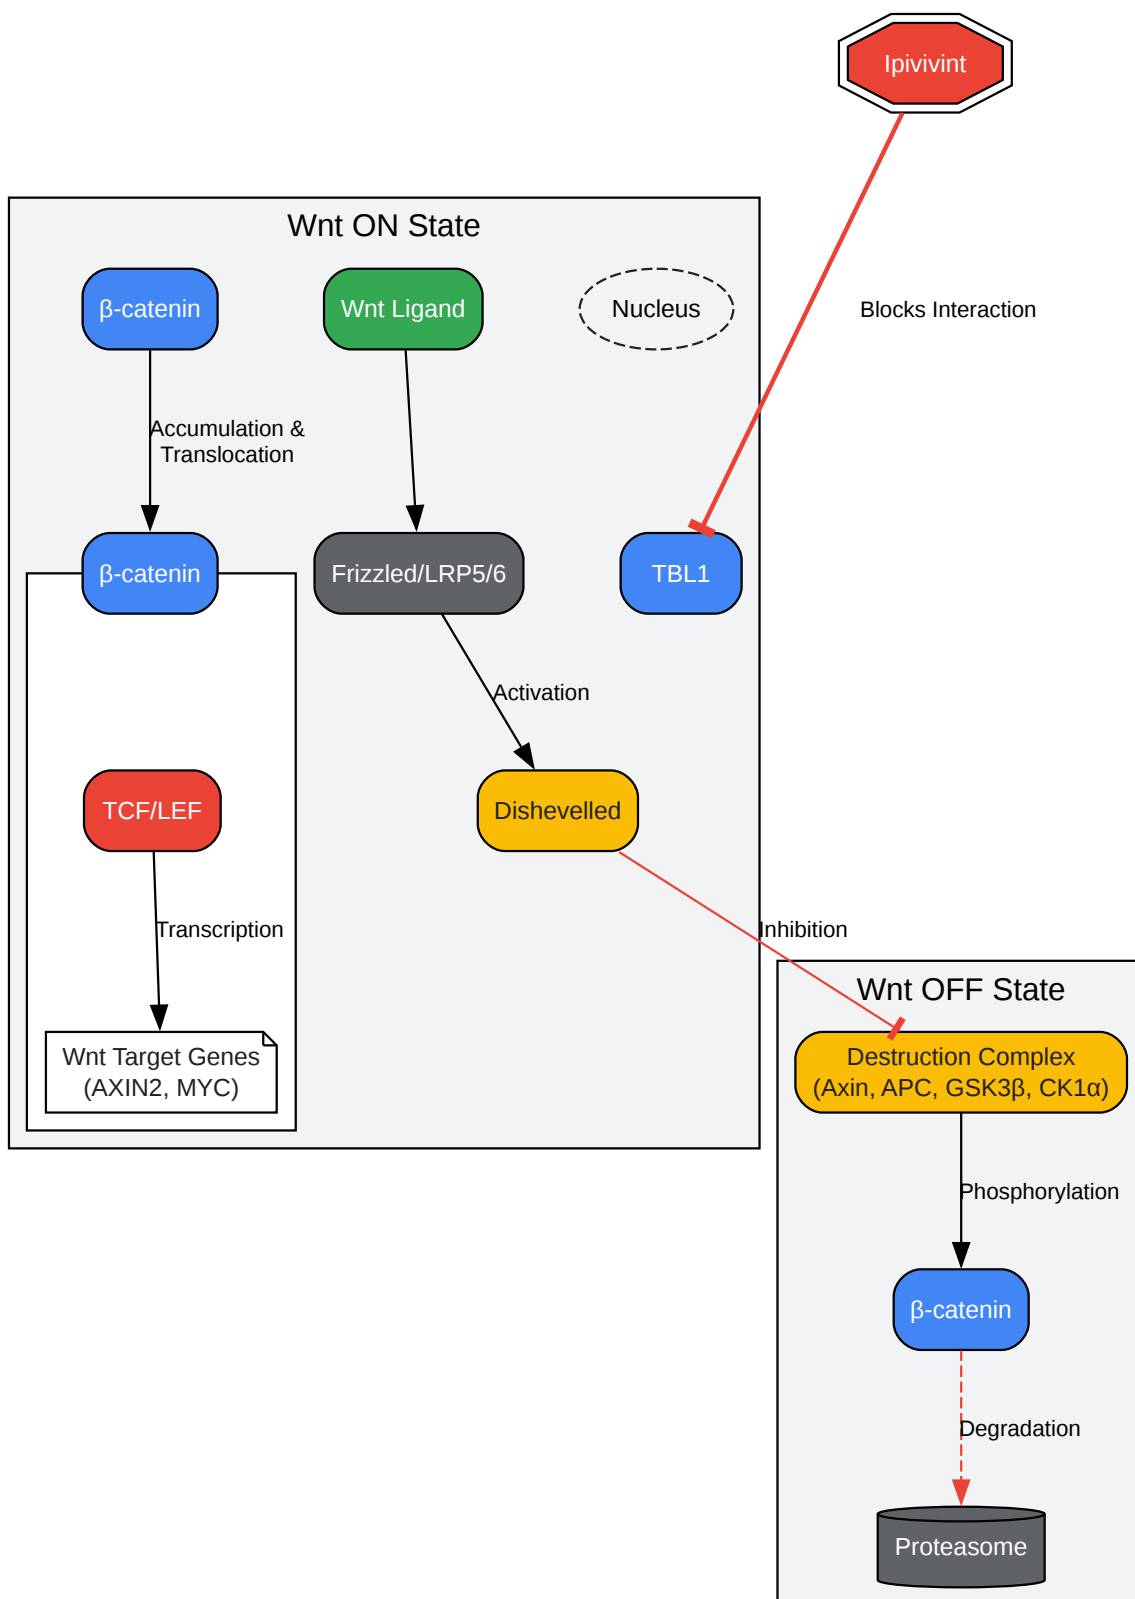 Ipivivint
Wnt ON State
β-catenin
Wnt Ligand
Nucleus
Blocks Interaction
Accumulation &
Translocation
β-catenin
Frizzled/LRP5/6
TBL1
Activation
TCF/LEF
Dishevelled
Transcription
Inhibition
Wnt OFF State
Wnt Target Genes
(AXIN2, MYC)
Destruction Complex
(Axin, APC, GSK3β, CK1α)
Phosphorylation
β-catenin
Degradation
Proteasome